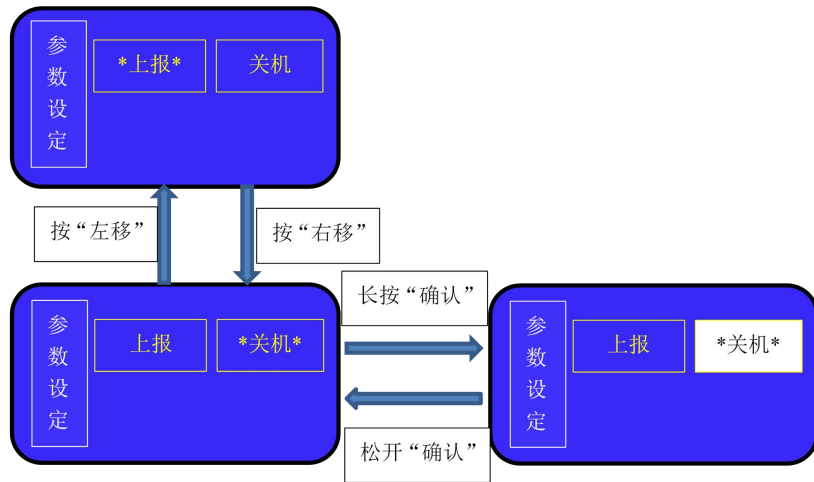 参数设定
*上报*
关机
按“左移”
按“右移”
长按“确认”
参数设定
上报
*关机*
参数设定
上报
*关机*
松开“确认”